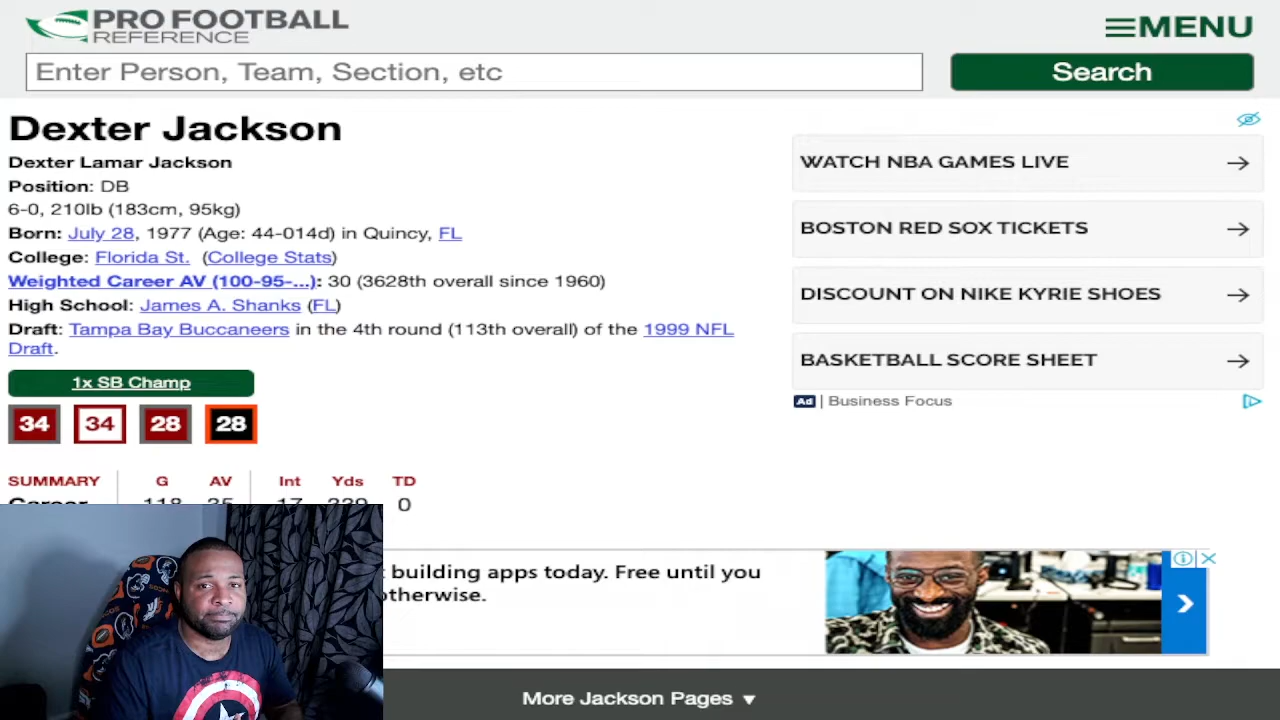 PRO FOOTBALL
REFERENCE
MENU
Enter Person, Team, Section, etc
Search
Dexter Jackson
Dexter Lamar Jackson
Position: DB
6-0, 210lb (183cm, 95kg)
Born: July 28, 1977 (Age: 44-014d) in Quincy, FL
College: Florida St. (College Stats)
Weighted Career AV (100-95-...): 30 (3628th overall since 1960)
High School: James A. Shanks (FL)
Draft: Tampa Bay Buccaneers in the 4th round (113th overall) of the 1999 NFL
Draft.
1x SB Champ
34 34 28 28
SUMMARY G AV Int Yds TD
Career 118 35 17 339 0
WATCH NBA GAMES LIVE
BOSTON RED SOX TICKETS
DISCOUNT ON NIKE KYRIE SHOES
BASKETBALL SCORE SHEET
Ad | Business Focus
building apps today. Free until you
otherwise.
More Jackson Pages ▼